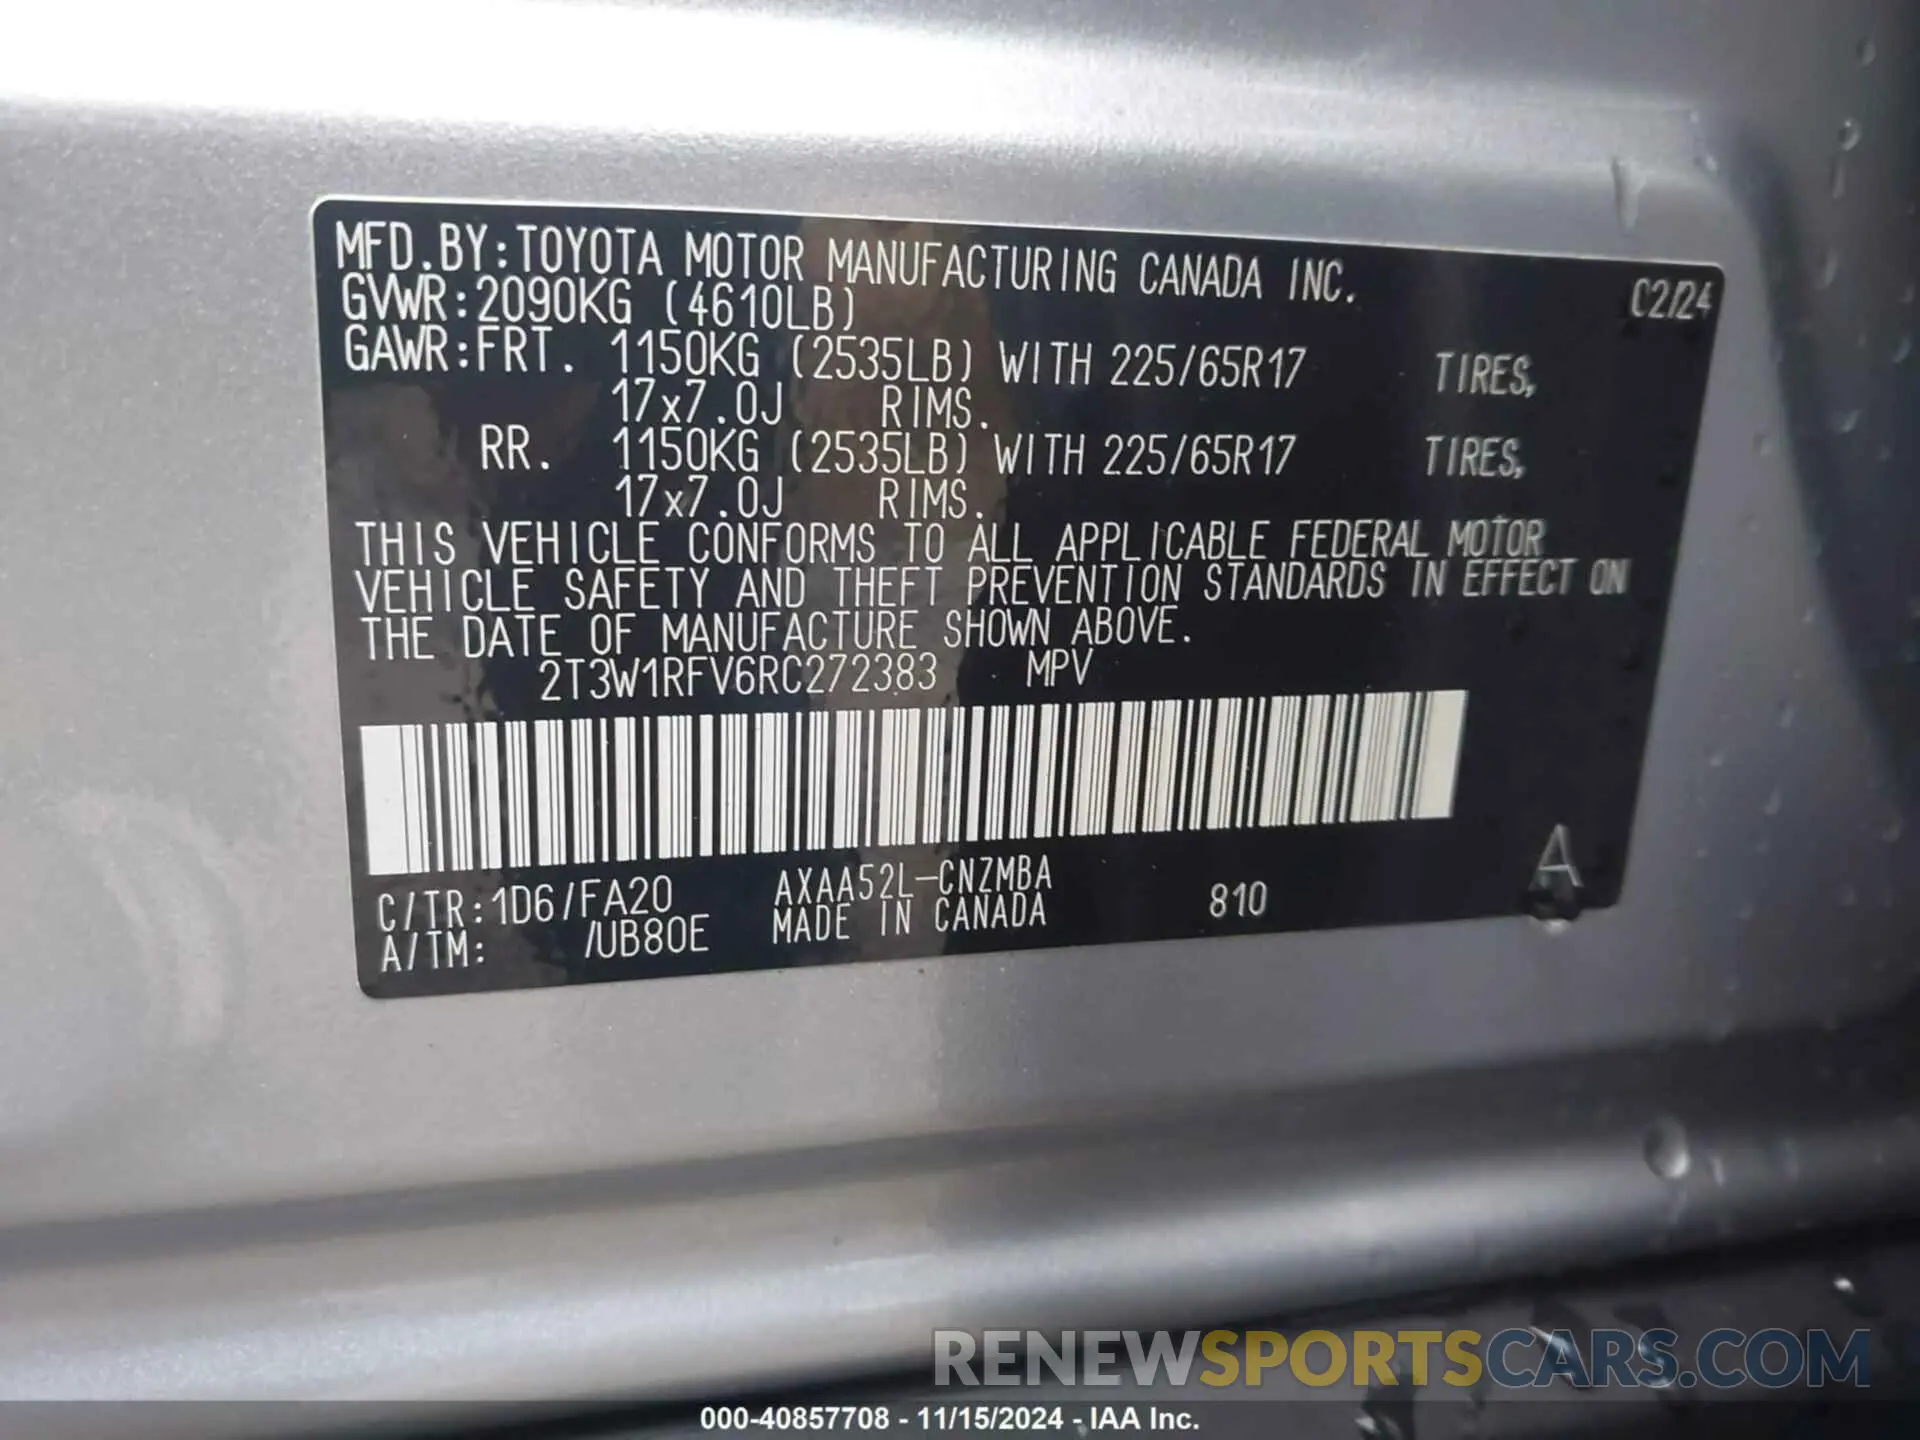 MFD.BY:TOYOTA MOTOR MANUFACTURING CANADA INC. 02/24
GVWR:2090KG (4610LB)
GAWR:FRT. 1150KG (2535LB) WITH 225/65R17 TIRES,
17x7.0J RIMS.
RR. 1150KG (2535LB) WITH 225/65R17 TIRES,
17x7.0J RIMS.
THIS VEHICLE CONFORMS TO ALL APPLICABLE FEDERAL MOTOR
VEHICLE SAFETY AND THEFT PREVENTION STANDARDS IN EFFECT ON
THE DATE OF MANUFACTURE SHOWN ABOVE.
2T3W1RFV6RC272383 MPV
C/TR:1D6/FA20 AXAA52L-CNZMBA 810 A
A/TM: /UB80E MADE IN CANADA
RENEWSPORTSCARS.COM
000-40857708 - 11/15/2024 - IAA Inc.